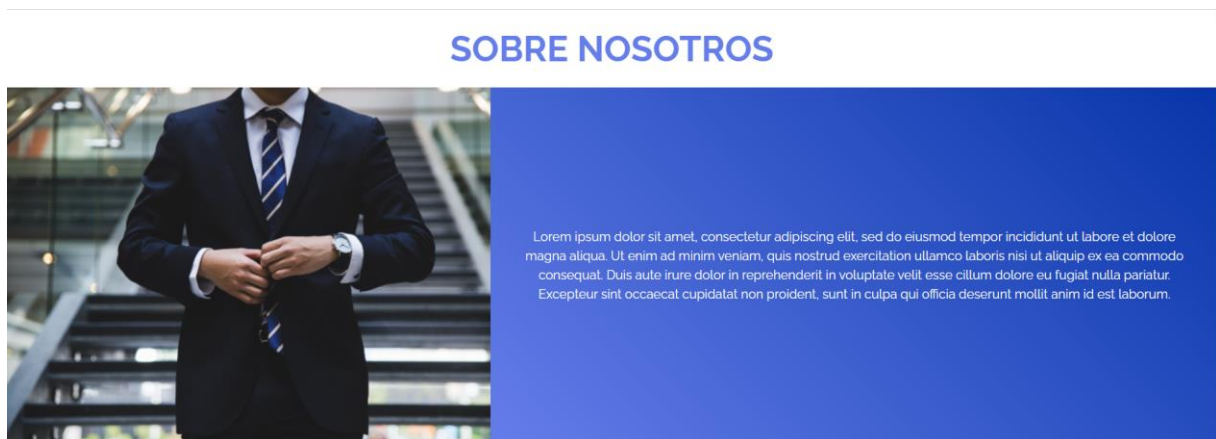 SOBRE NOSOTROS
Lorem ipsum dolor sit amet, consectetur adipiscing elit, sed do eiusmod tempor incididunt ut labore et dolore
magna aliqua. Ut enim ad minim veniam, quis nostrud exercitation ullamco laboris nisi ut aliquip ex ea commodo
consequat. Duis aute irure dolor in reprehenderit in voluptate velit esse cillum dolore eu fugiat nulla pariatur.
Excepteur sint occaecat cupidatat non proident, sunt in culpa qui officia deserunt mollit anim id est laborum.